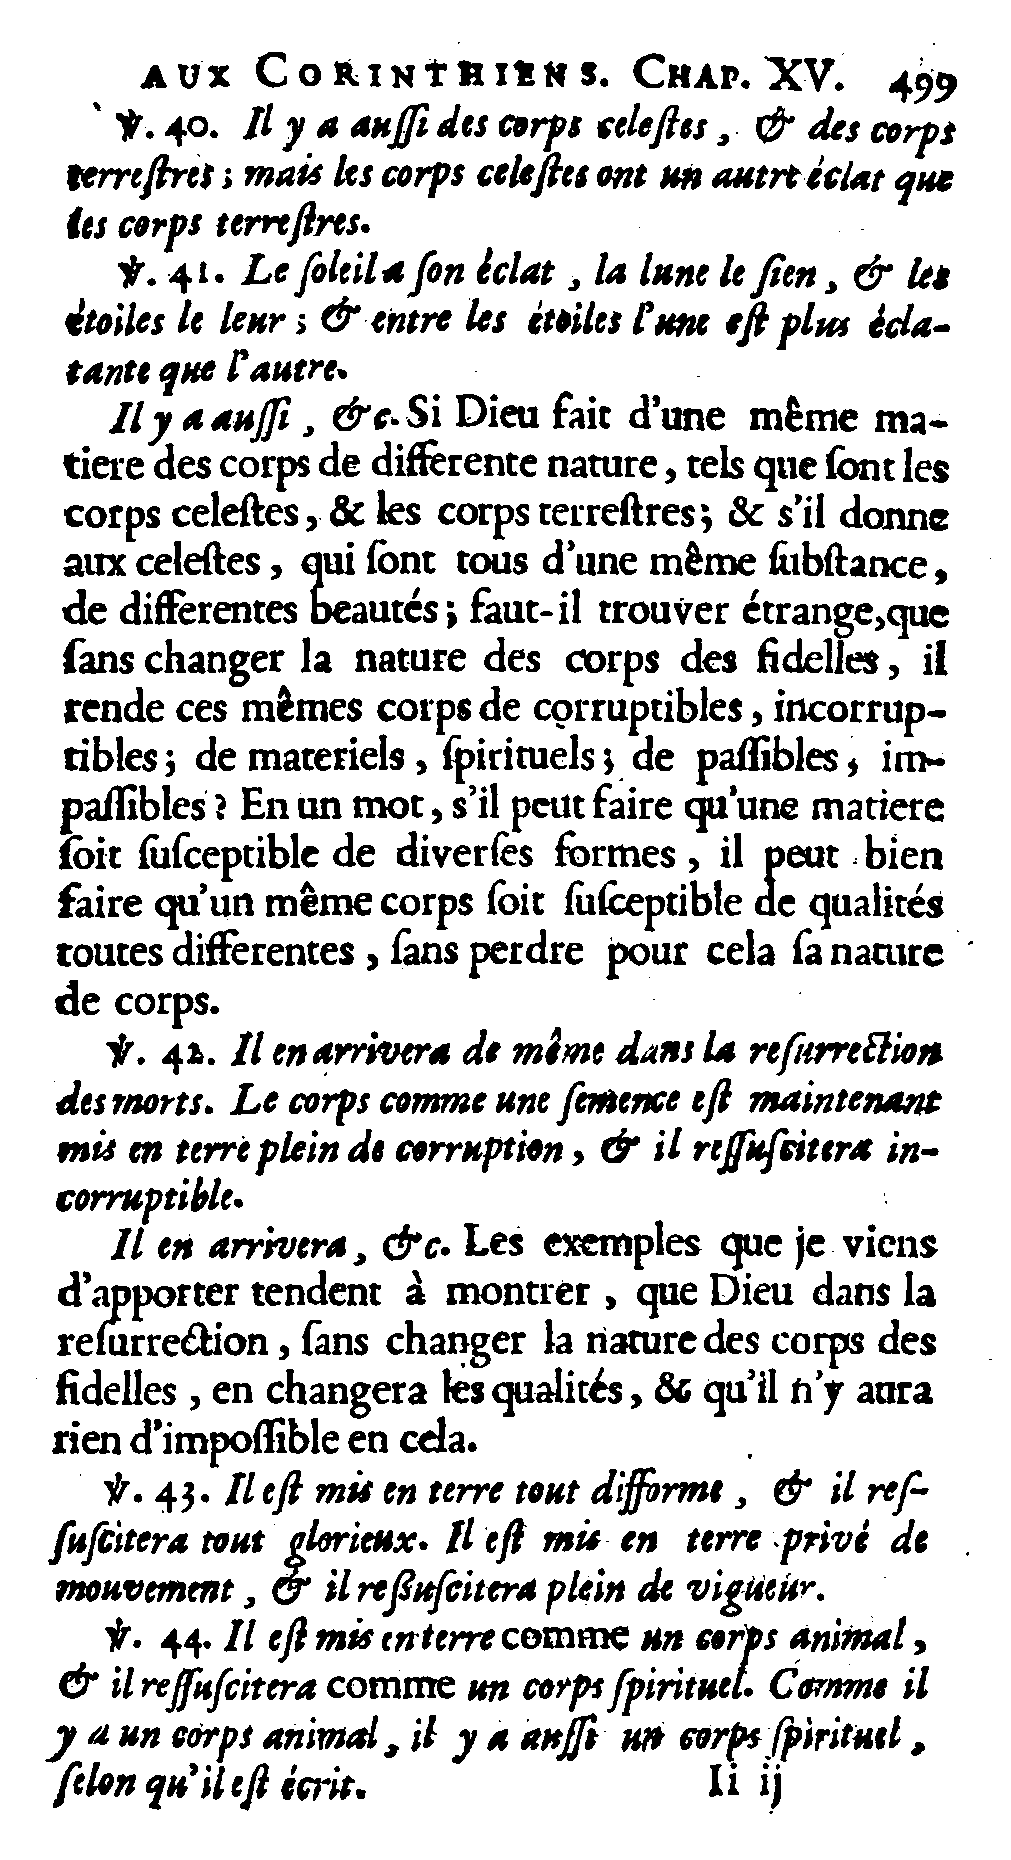 AUX CORINTHIENS. CHAP. XV. 499
℣. 40. Il y a auſſi des corps celeſtes, & des corps
terreſtres; mais les corps celeſtes ont un autre éclat que
les corps terreſtres.
℣. 41. Le ſoleil a ſon éclat, la lune le ſien, & les
étoiles le leur; & entre les étoiles l'une eſt plus écla-
tante que l'autre.
Il y a auſſi, &c. Si Dieu fait d'une même ma-
tiere des corps de differente nature, tels que ſont les
corps celeſtes, & les corps terreſtres; & s'il donne
aux celeſtes, qui ſont tous d'une même ſubſtance,
de differentes beautés; faut-il trouver étrange, que
ſans changer la nature des corps des fidelles, il
rende ces mêmes corps de corruptibles, incorrup-
tibles; de materiels, ſpirituels; de paſſibles, im-
paſſibles? En un mot, s'il peut faire qu'une matiere
ſoit ſuſceptible de diverſes formes, il peut bien
faire qu'un même corps ſoit ſuſceptible de qualités
toutes differentes, ſans perdre pour cela ſa nature
de corps.
℣. 42. Il en arrivera de même dans la reſurrection
des morts. Le corps comme une ſemence eſt maintenant
mis en terre plein de corruption, & il reſſuſcitera in-
corruptible.
Il en arrivera, &c. Les exemples que je viens
d'apporter tendent à montrer, que Dieu dans la
reſurrection, ſans changer la nature des corps des
fidelles, en changera les qualités, & qu'il n'y aura
rien d'impoſſible en cela.
℣. 43. Il eſt mis en terre tout difforme, & il reſ-
ſuſcitera tout glorieux. Il eſt mis en terre privé de
mouvement, & il reßuſcitera plein de vigueur.
℣. 44. Il eſt mis en terre comme un corps animal,
& il reſſuſcitera comme un corps ſpirituel. Comme il
y a un corps animal, il y a auſſi un corps ſpirituel,
ſelon qu'il eſt écrit. Ii ij